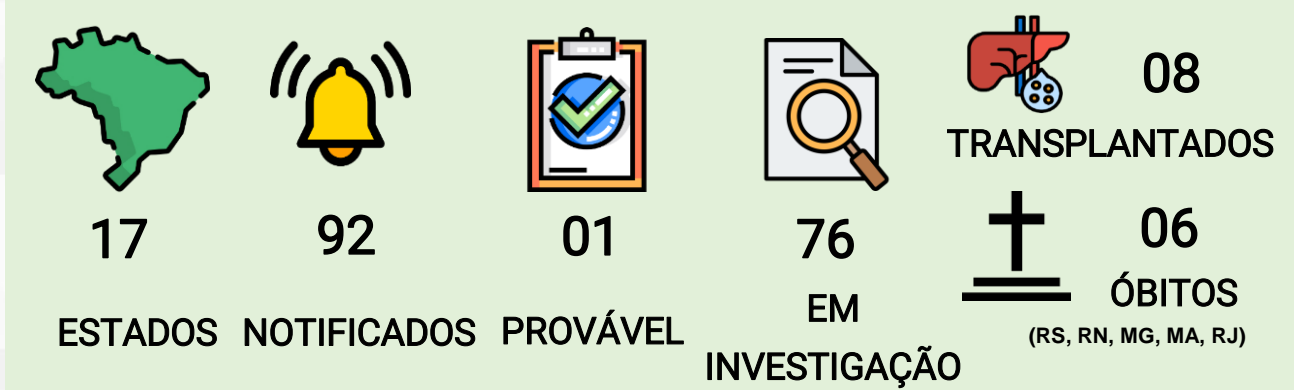 17
ESTADOS
92
NOTIFICADOS
01
PROVÁVEL
76
EM
INVESTIGAÇÃO
08
TRANSPLANTADOS
06
ÓBITOS
(RS, RN, MG, MA, RJ)